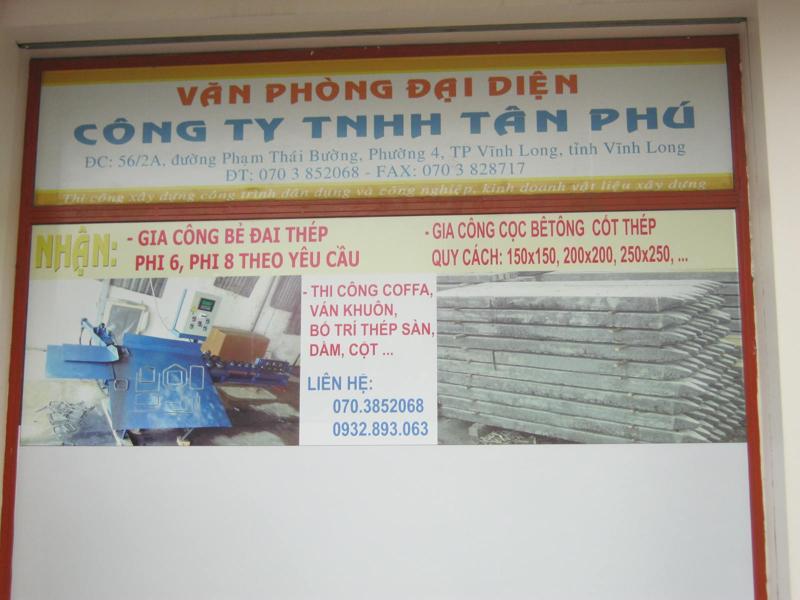 VĂN PHÒNG ĐẠI DIỆN
CÔNG TY TNHH TÂN PHÚ
ĐC: 56/2A, đường Phạm Thái Bường, Phường 4, TP Vĩnh Long, tỉnh Vĩnh Long
ĐT: 070 3 852068 - FAX: 070 3 828717
Thi công xây dựng công trình dân dụng và công nghiệp, kinh doanh vật liệu xây dựng
NHẬN:
- GIA CÔNG BẺ ĐAI THÉP
PHI 6, PHI 8 THEO YÊU CẦU
- GIA CÔNG CỌC BÊTÔNG CỐT THÉP
QUY CÁCH: 150x150, 200x200, 250x250, ...
- THI CÔNG COFFA,
VÁN KHUÔN,
BỐ TRÍ THÉP SÀN,
DẦM, CỘT ...
LIÊN HỆ:
070.3852068
0932.893.063